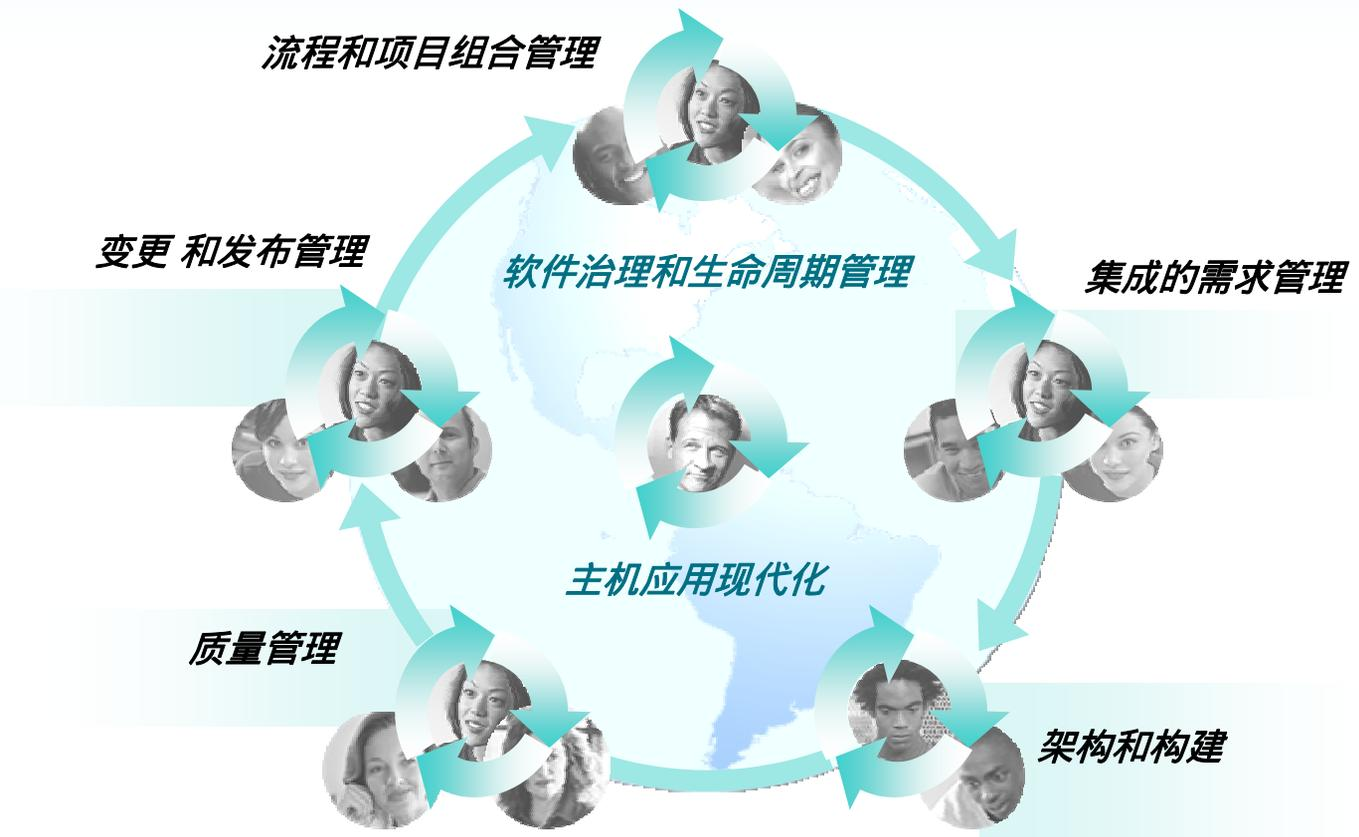 流程和项目组合管理
变更 和发布管理
软件治理和生命周期管理
集成的需求管理
主机应用现代化
质量管理
架构和构建